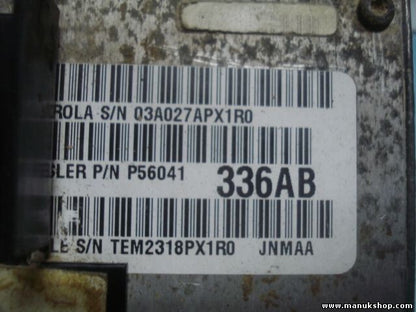 ROLA S/N 03A027APX1R0
SLER P/N P56041 336AB
LE S/N TEM2318PX1R0 JNMAA
www.manukshop.com